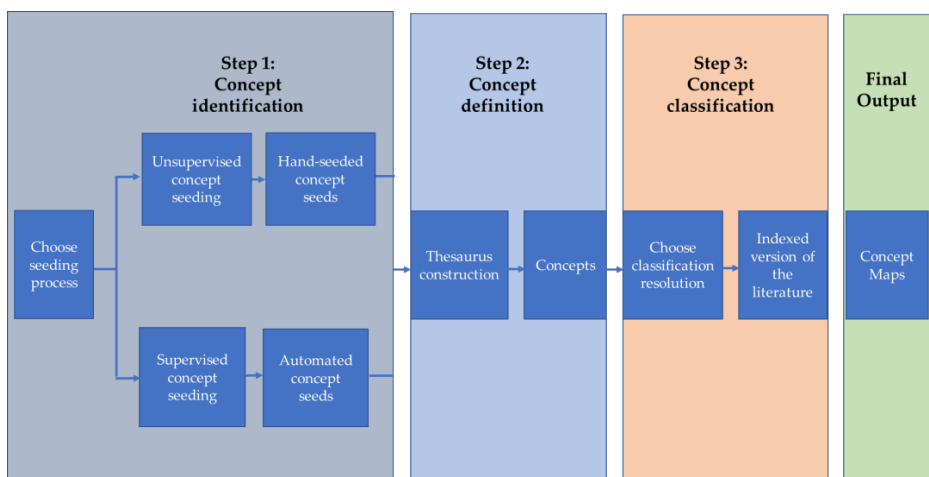 Step 1:
Concept
identification
Step 2:
Concept
definition
Step 3:
Concept
classification
Final
Output
Unsupervised
concept
seeding
Hand-seeded
concept
seeds
Choose
seeding
process
Supervised
concept
seeding
Automated
concept
seeds
Thesaurus
construction
Concepts
Choose
classification
resolution
Indexed
version of
the
literature
Concept
Maps